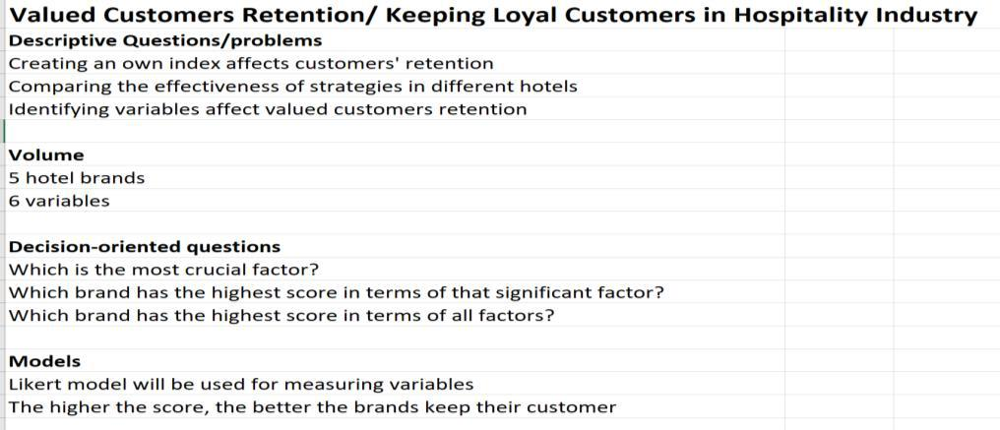 Valued Customers Retention/ Keeping Loyal Customers in Hospitality Industry
Descriptive Questions/problems
Creating an own index affects customers' retention
Comparing the effectiveness of strategies in different hotels
Identifying variables affect valued customers retention
Volume
5 hotel brands
6 variables
Decision-oriented questions
Which is the most crucial factor?
Which brand has the highest score in terms of that significant factor?
Which brand has the highest score in terms of all factors?
Models
Likert model will be used for measuring variables
The higher the score, the better the brands keep their customer